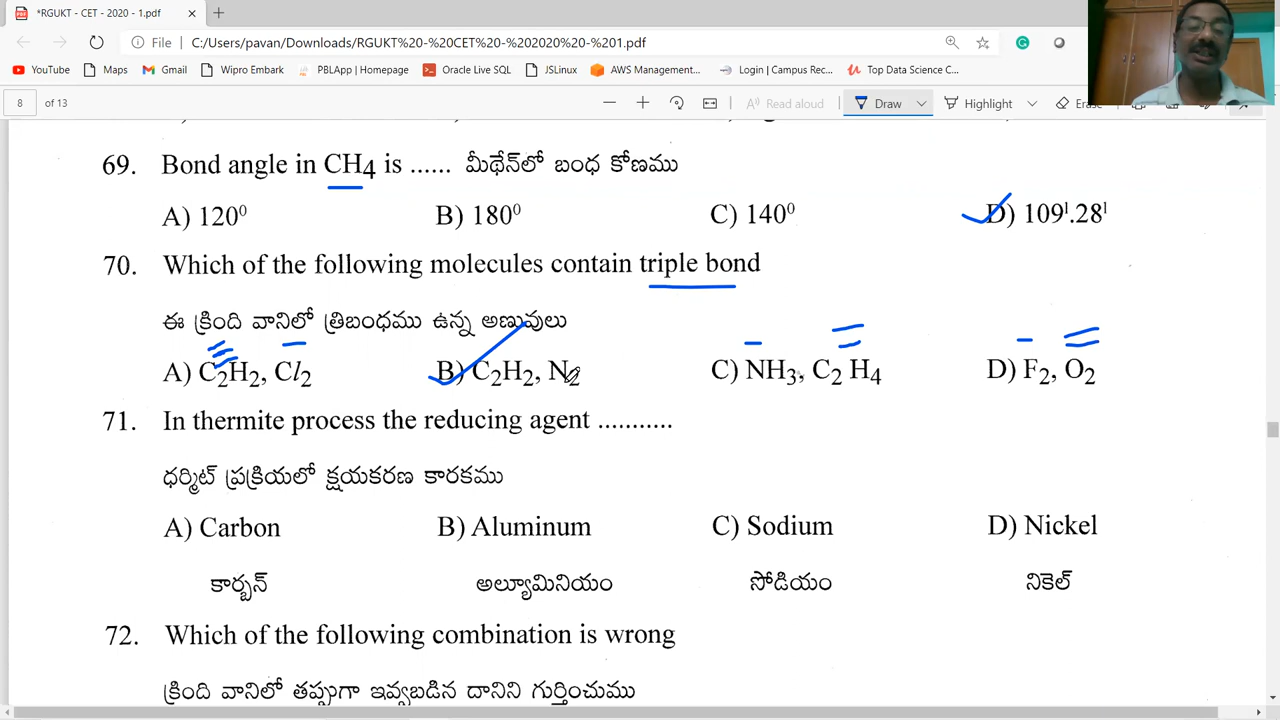 *RGUKT - CET - 2020 - 1.pdf
File C:/Users/pavan/Downloads/RGUKT%20-%20CET%20-%202020%20-%201.pdf
YouTube Maps Gmail Wipro Embark PBLApp | Homepage Oracle Live SQL JSLinux AWS Management... Login | Campus Rec... Top Data Science C...
8 of 13 Read aloud Draw Highlight Erase
69. Bond angle in CH4 is ...... మీథేన్‌లో బంధ కోణము
A) 120⁰ B) 180⁰ C) 140⁰ D) 109ˡ.28ˡ
70. Which of the following molecules contain triple bond
ఈ క్రింది వానిలో త్రిబంధము ఉన్న అణువులు
A) C2H2, Cl2 B) C2H2, N2 C) NH3, C2 H4 D) F2, O2
71. In thermite process the reducing agent ...........
థర్మిట్ ప్రక్రియలో క్షయకరణ కారకము
A) Carbon B) Aluminum C) Sodium D) Nickel
కార్బన్ అల్యూమినియం సోడియం నికెల్
72. Which of the following combination is wrong
క్రింది వానిలో తప్పుగా ఇవ్వబడిన దానిని గుర్తించుము